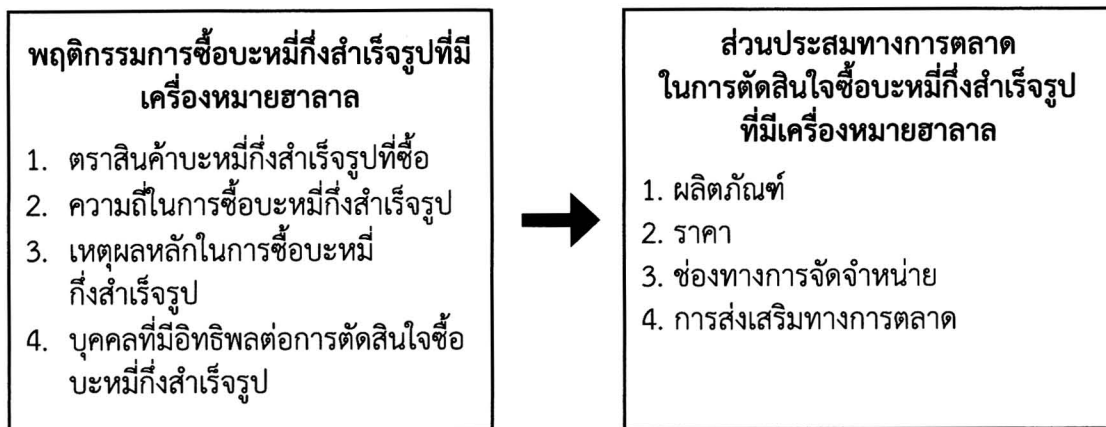 พฤติกรรมการซื้อบะหมี่กึ่งสำเร็จรูปที่มี
เครื่องหมายฮาลาล
1. ตราสินค้าบะหมี่กึ่งสำเร็จรูปที่ซื้อ
2. ความถี่ในการซื้อบะหมี่กึ่งสำเร็จรูป
3. เหตุผลหลักในการซื้อบะหมี่
กึ่งสำเร็จรูป
4. บุคคลที่มีอิทธิพลต่อการตัดสินใจซื้อ
บะหมี่กึ่งสำเร็จรูป
ส่วนประสมทางการตลาด
ในการตัดสินใจซื้อบะหมี่กึ่งสำเร็จรูป
ที่มีเครื่องหมายฮาลาล
1. ผลิตภัณฑ์
2. ราคา
3. ช่องทางการจัดจำหน่าย
4. การส่งเสริมทางการตลาด